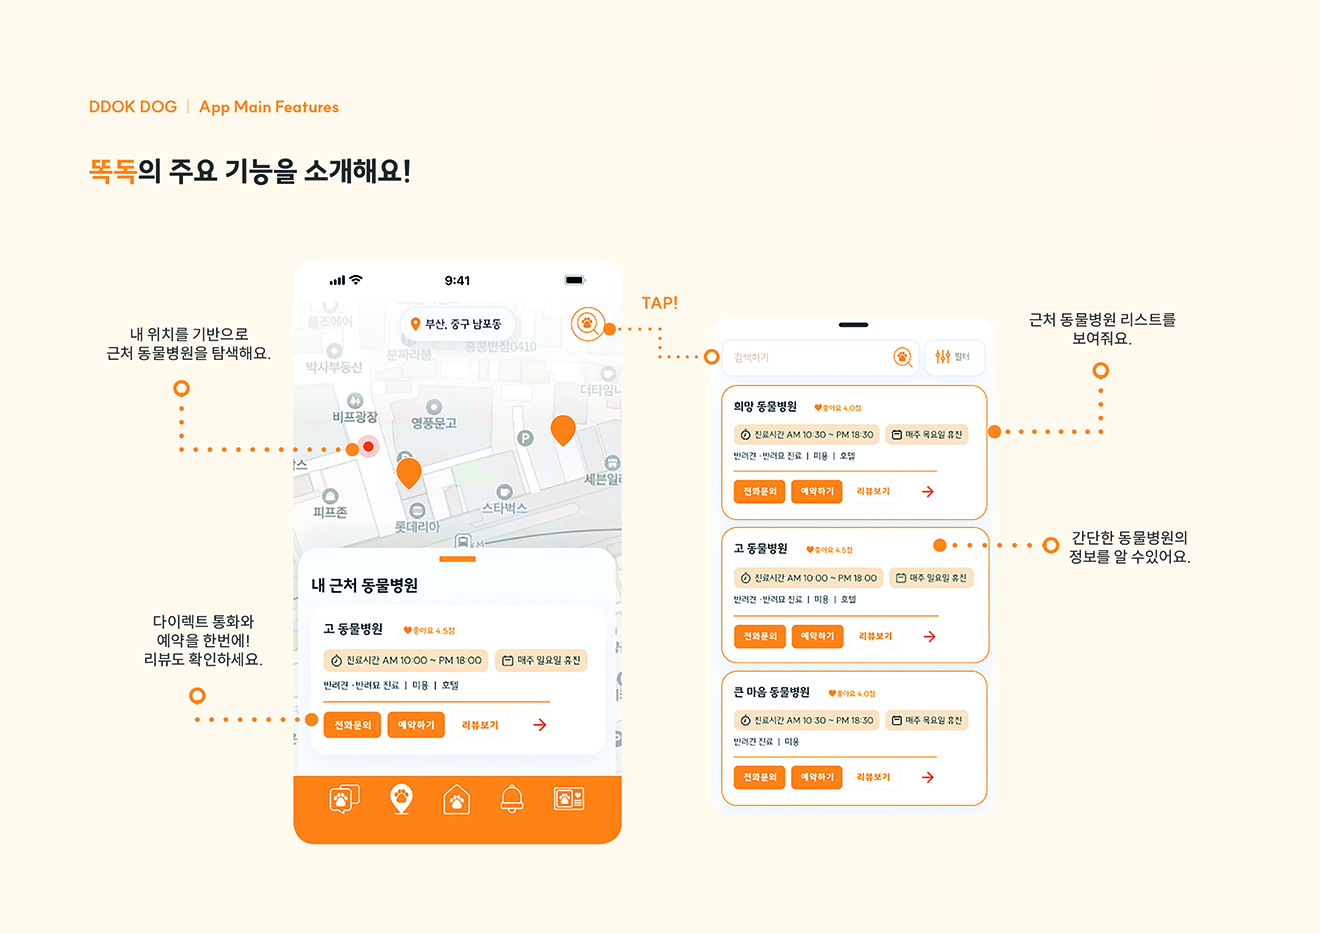 DDOK DOG | App Main Features
똑독의 주요 기능을 소개해요!
내 위치를 기반으로
근처 동물병원을 탐색해요.
다이렉트 통화와
예약을 한번에!
리뷰도 확인하세요.
9:41
룸즈에이
부산, 중구 남포동
분짜라붐
홍콩반점0410
박사부동산
더타임
비프광장
영풍문고
P
세븐일레
피프존
롯데리아
스타벅스
내 근처 동물병원
고 동물병원
좋아요 4.5점
진료시간 AM 10:00 ~ PM 18:00
매주 일요일 휴진
반려견 · 반려묘 진료 | 미용 | 호텔
전화문의
예약하기
리뷰보기
TAP!
검색하기
필터
희망 동물병원
좋아요 4.0점
진료시간 AM 10:30 ~ PM 18:30
매주 목요일 휴진
반려견 · 반려묘 진료 | 미용 | 호텔
전화문의
예약하기
리뷰보기
고 동물병원
좋아요 4.5점
진료시간 AM 10:00 ~ PM 18:00
매주 일요일 휴진
반려견 · 반려묘 진료 | 미용 | 호텔
전화문의
예약하기
리뷰보기
큰 마음 동물병원
좋아요 4.0점
진료시간 AM 10:30 ~ PM 18:30
매주 목요일 휴진
반려견 진료 | 미용
전화문의
예약하기
리뷰보기
근처 동물병원 리스트를
보여줘요.
간단한 동물병원의
정보를 알 수있어요.